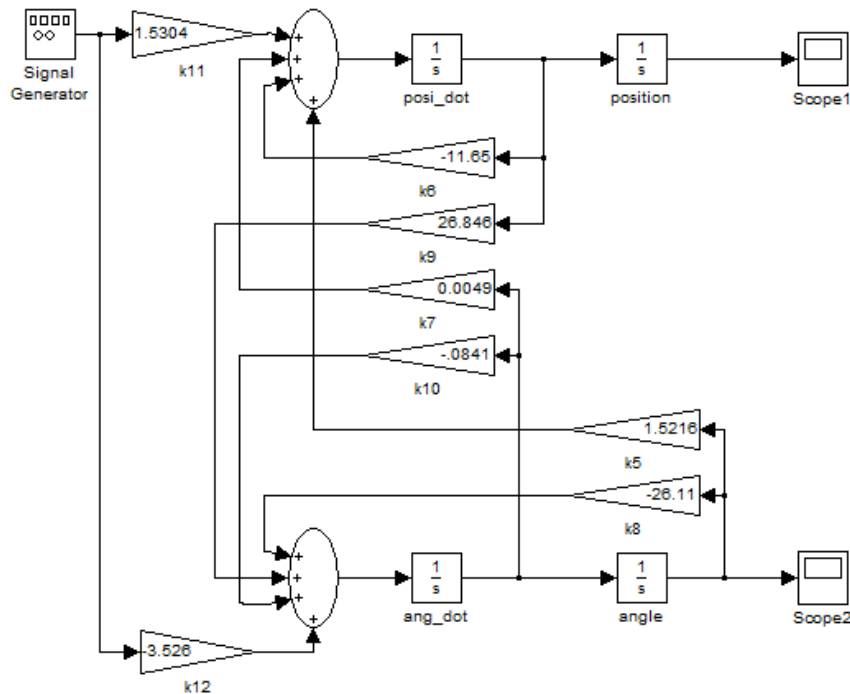 1.5304
k11
Signal
Generator
+
+
+
+
1
s
posi_dot
1
s
position
Scope1
-11.65
k6
26.846
k9
0.0049
k7
-.0841
k10
1.5216
k5
-26.11
k8
+
+
+
+
1
s
ang_dot
1
s
angle
Scope2
-3.526
k12